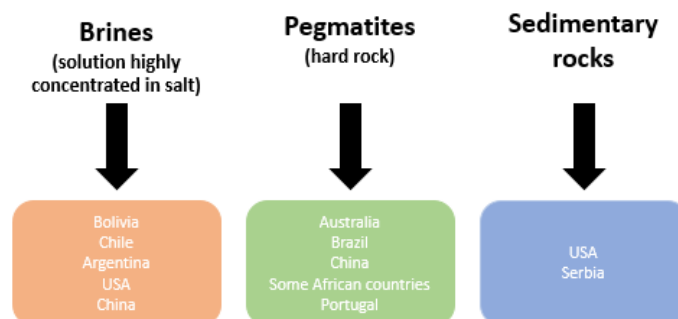 Brines
(solution highly
concentrated in salt)
Pegmatites
(hard rock)
Sedimentary
rocks
Bolivia
Chile
Argentina
USA
China
Australia
Brazil
China
Some African countries
Portugal
USA
Serbia